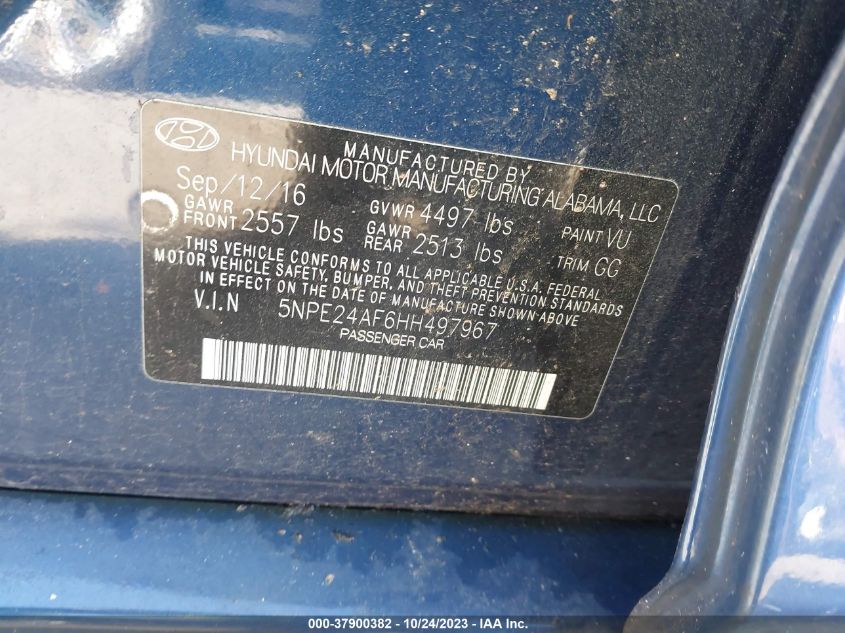 MANUFACTURED BY
HYUNDAI MOTOR MANUFACTURING ALABAMA, LLC
Sep/12/16
GAWR FRONT 2557 lbs
GVWR 4497 lbs
GAWR REAR 2513 lbs
PAINT VU
TRIM GG
THIS VEHICLE CONFORMS TO ALL APPLICABLE U.S.A. FEDERAL
MOTOR VEHICLE SAFETY, BUMPER, AND THEFT PREVENTION STANDARDS
IN EFFECT ON THE DATE OF MANUFACTURE SHOWN ABOVE
V.I.N 5NPE24AF6HH497967
PASSENGER CAR
000-37900382 - 10/24/2023 - IAA Inc.